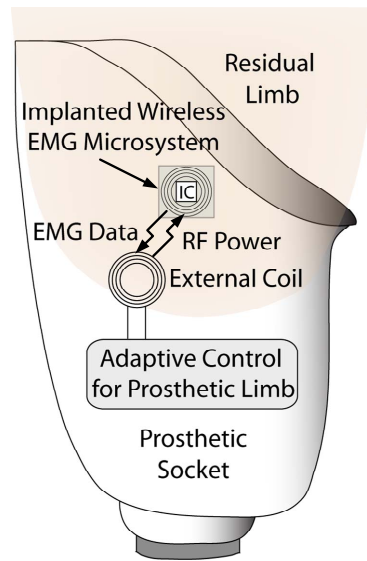 Residual
Limb
Implanted Wireless
EMG Microsystem
IC
EMG Data
RF Power
External Coil
Adaptive Control
for Prosthetic Limb
Prosthetic
Socket